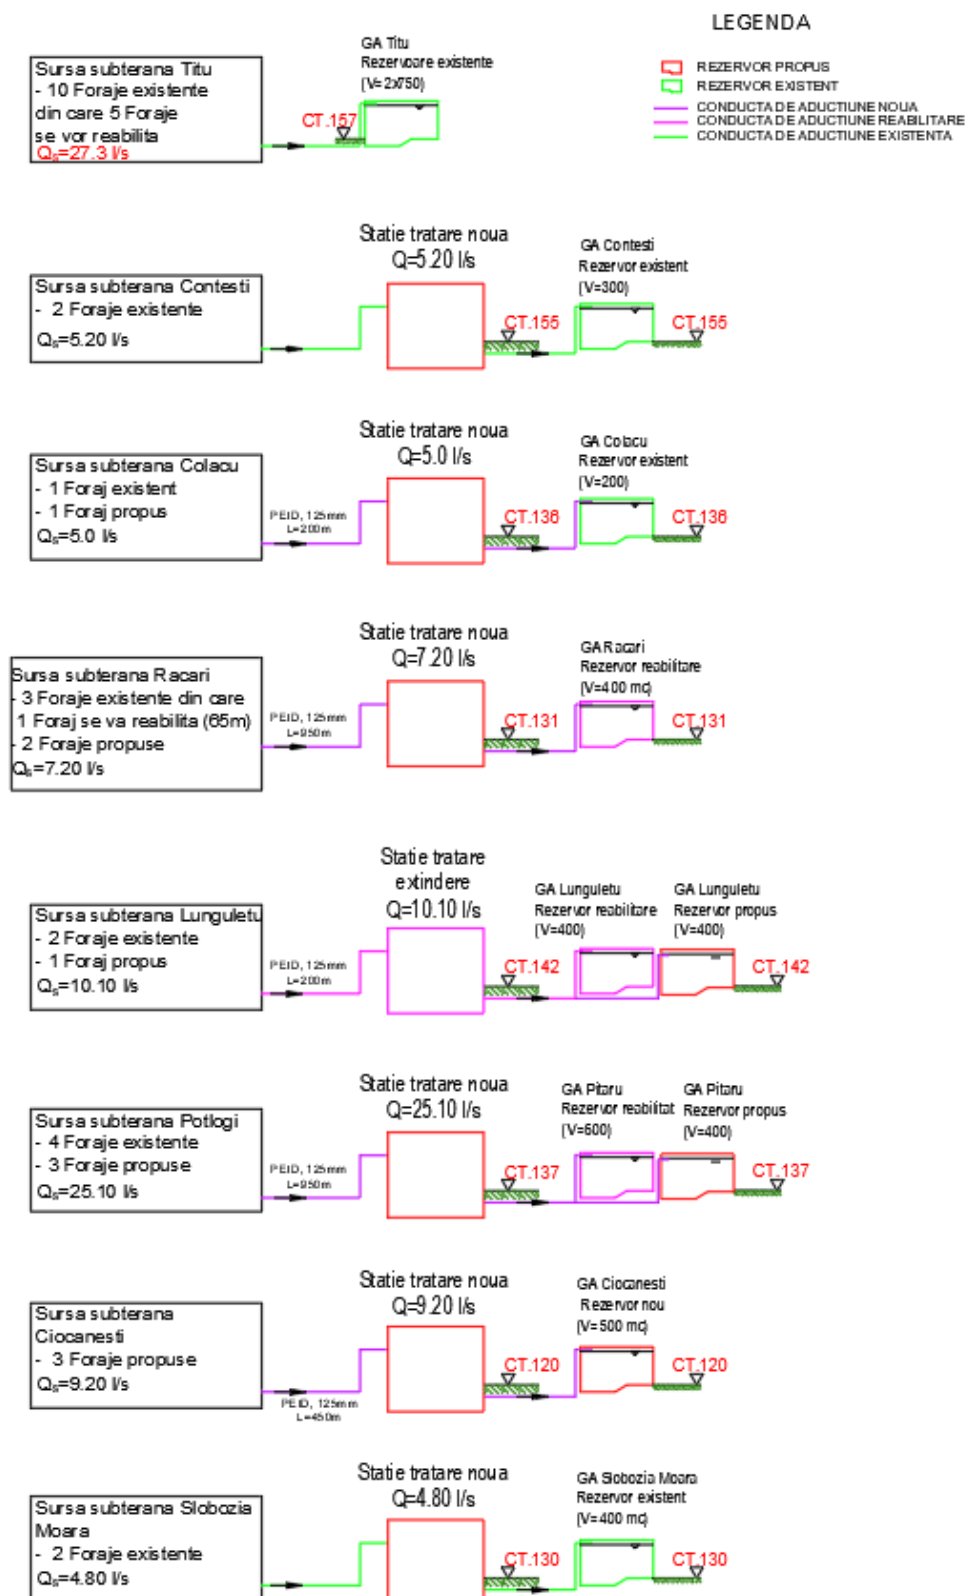 LEGENDA
REZERVOR PROPUS
REZERVOR EXISTENT
CONDUCTA DE ADUCTIUNE NOUA
CONDUCTA DE ADUCTIUNE REABILITARE
CONDUCTA DE ADUCTIUNE EXISTENTA
Sursa subterana Titu
- 10 Foraje existente
din care 5 Foraje
se vor reabilita
Qs=27.3 l/s
CT.157
GA Titu
Rezervoare existente
(V=2x750)
Sursa subterana Contesti
- 2 Foraje existente
Qs=5.20 l/s
Statie tratare noua
Q=5.20 l/s
CT.155
GA Contesti
Rezervor existent
(V=300)
CT.155
Sursa subterana Colacu
- 1 Foraj existent
- 1 Foraj propus
Qs=5.0 l/s
PEID, 125mm
L=200m
Statie tratare noua
Q=5.0 l/s
CT.136
GA Colacu
Rezervor existent
(V=200)
CT.136
Sursa subterana Racari
- 3 Foraje existente din care
1 Foraj se va reabilita (65m)
- 2 Foraje propuse
Qs=7.20 l/s
PEID, 125mm
L=950m
Statie tratare noua
Q=7.20 l/s
CT.131
GA Racari
Rezervor reabilitare
(V=400 mc)
CT.131
Sursa subterana Lunguletu
- 2 Foraje existente
- 1 Foraj propus
Qs=10.10 l/s
PEID, 125mm
L=200m
Statie tratare
extindere
Q=10.10 l/s
CT.142
GA Lunguletu
Rezervor reabilitare
(V=400)
GA Lunguletu
Rezervor propus
(V=400)
CT.142
Sursa subterana Potlogi
- 4 Foraje existente
- 3 Foraje propuse
Qs=25.10 l/s
PEID, 125mm
L=950m
Statie tratare noua
Q=25.10 l/s
CT.137
GA Pitaru
Rezervor reabilitat
(V=600)
GA Pitaru
Rezervor propus
(V=400)
CT.137
Sursa subterana
Ciocanesti
- 3 Foraje propuse
Qs=9.20 l/s
PEID, 125mm
L=450m
Statie tratare noua
Q=9.20 l/s
CT.120
GA Ciocanesti
Rezervor nou
(V=500 mc)
CT.120
Sursa subterana Slobozia
Moara
- 2 Foraje existente
Qs=4.80 l/s
Statie tratare noua
Q=4.80 l/s
CT.130
GA Slobozia Moara
Rezervor existent
(V=400 mc)
CT.130